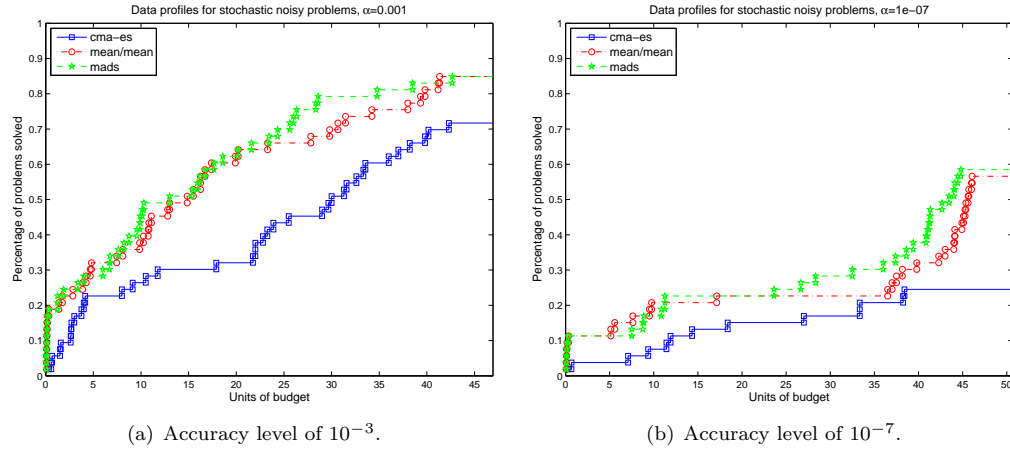 Data profiles for stochastic noisy problems, α=0.001
cma−es
mean/mean
mads
1
0.9
0.8
0.7
0.6
0.5
0.4
0.3
0.2
0.1
0
Percentage of problems solved
0 5 10 15 20 25 30 35 40 45
Units of budget
(a) Accuracy level of 10−3.
Data profiles for stochastic noisy problems, α=1e−07
cma−es
mean/mean
mads
1
0.9
0.8
0.7
0.6
0.5
0.4
0.3
0.2
0.1
0
Percentage of problems solved
0 5 10 15 20 25 30 35 40 45 50
Units of budget
(b) Accuracy level of 10−7.